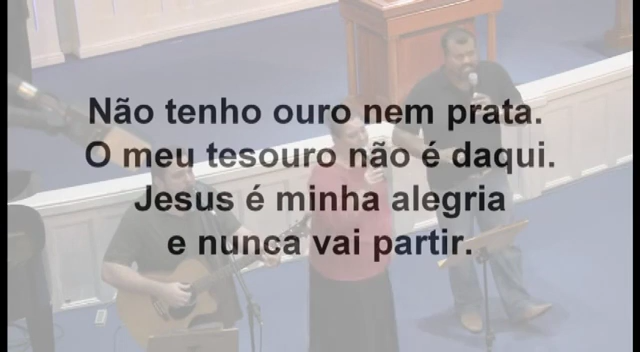 Não tenho ouro nem prata.
O meu tesouro não é daqui.
Jesus é minha alegria
e nunca vai partir.